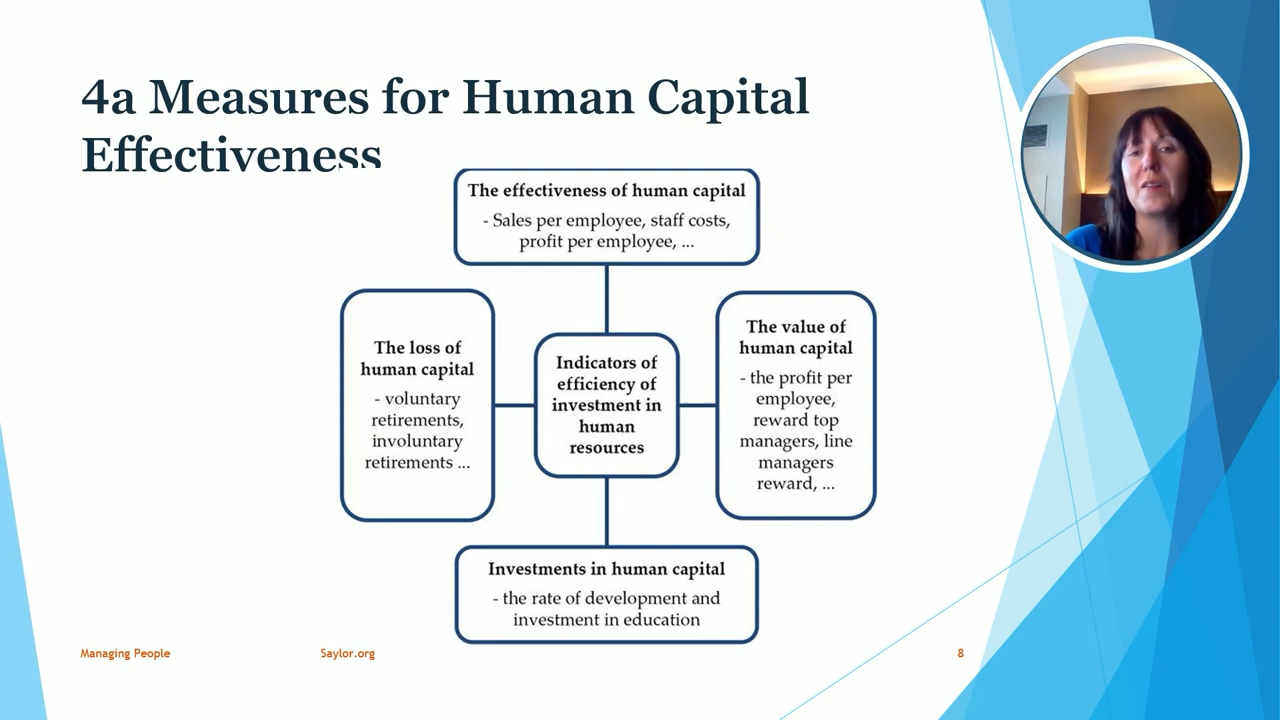 4a Measures for Human Capital
Effectiveness
The effectiveness of human capital
- Sales per employee, staff costs,
profit per employee, ...
The loss of
human capital
- voluntary
retirements,
involuntary
retirements ...
Indicators of
efficiency of
investment in
human
resources
The value of
human capital
- the profit per
employee,
reward top
managers, line
managers
reward, ...
Investments in human capital
- the rate of development and
investment in education
Managing People
Saylor.org
8